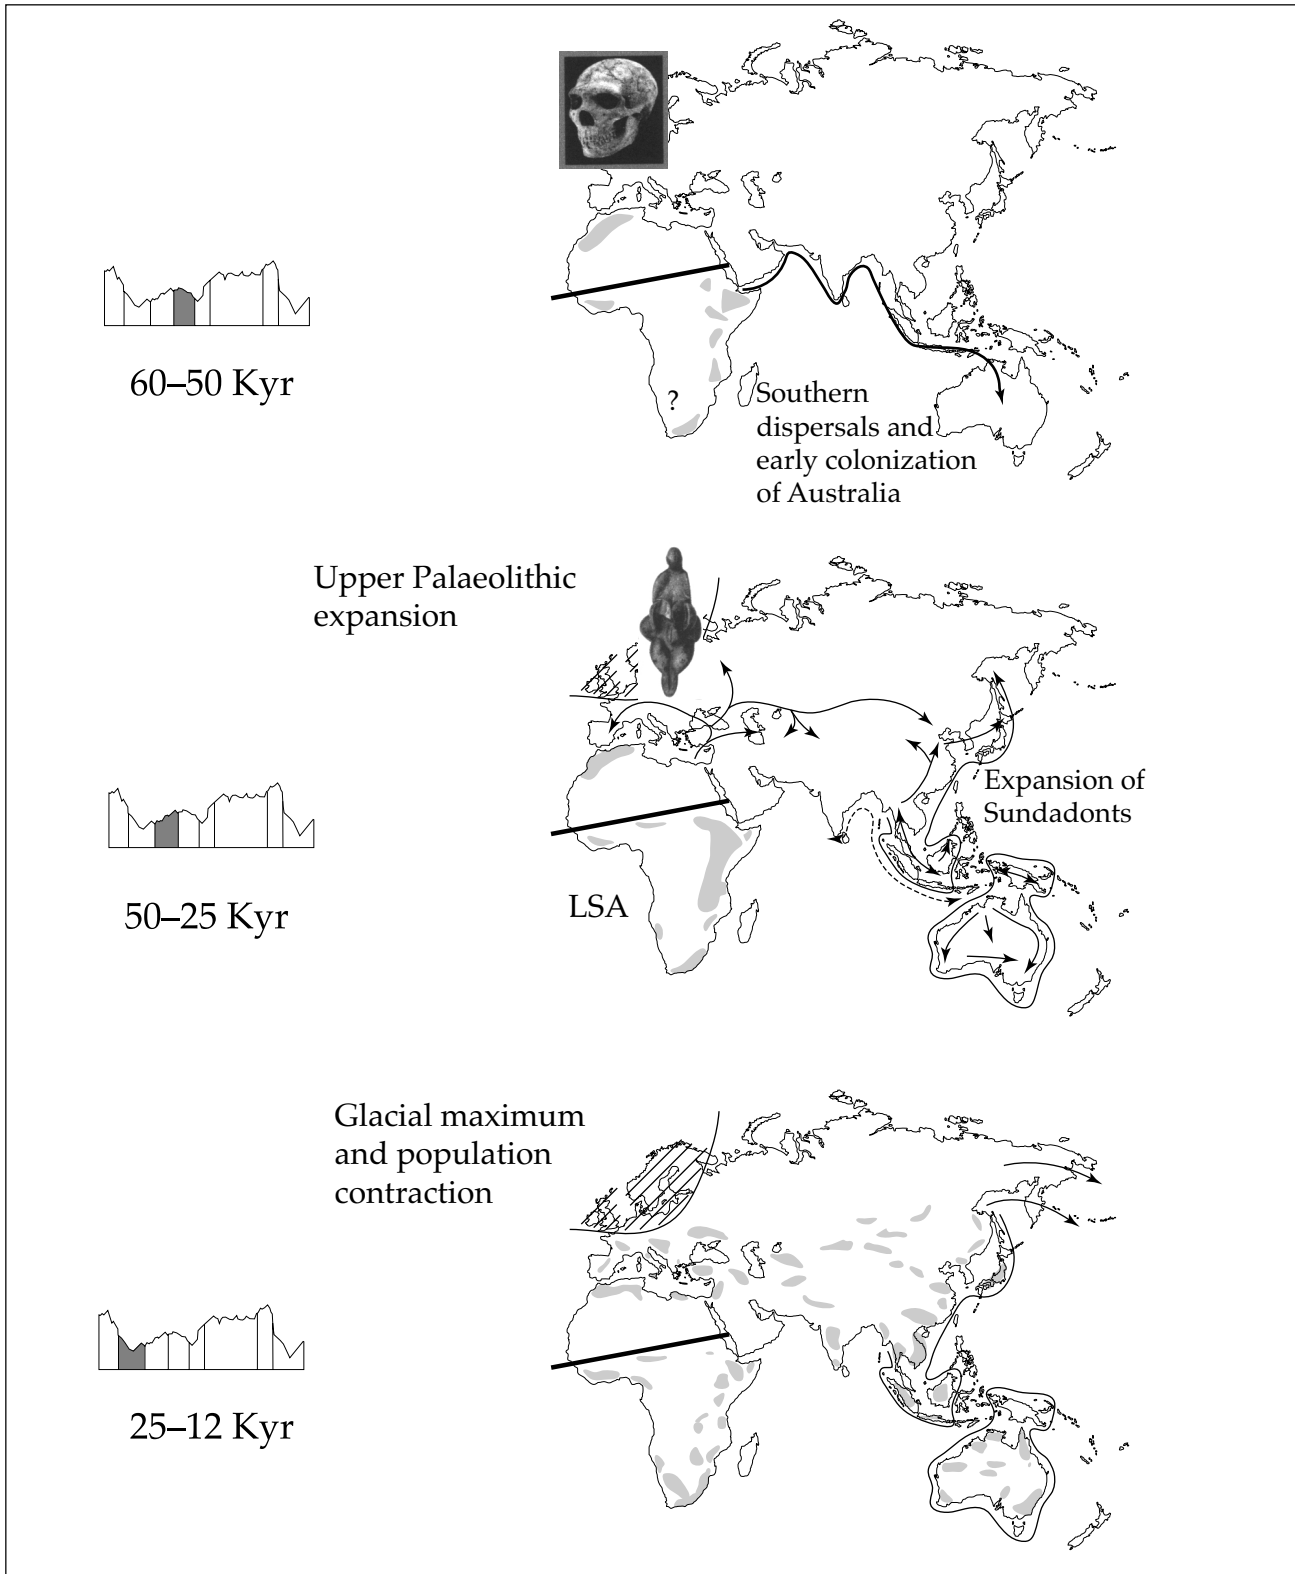 60–50 Kyr
?
Southern
dispersals and
early colonization
of Australia
Upper Palaeolithic
expansion
Expansion of
Sundadonts
50–25 Kyr
LSA
Glacial maximum
and population
contraction
25–12 Kyr